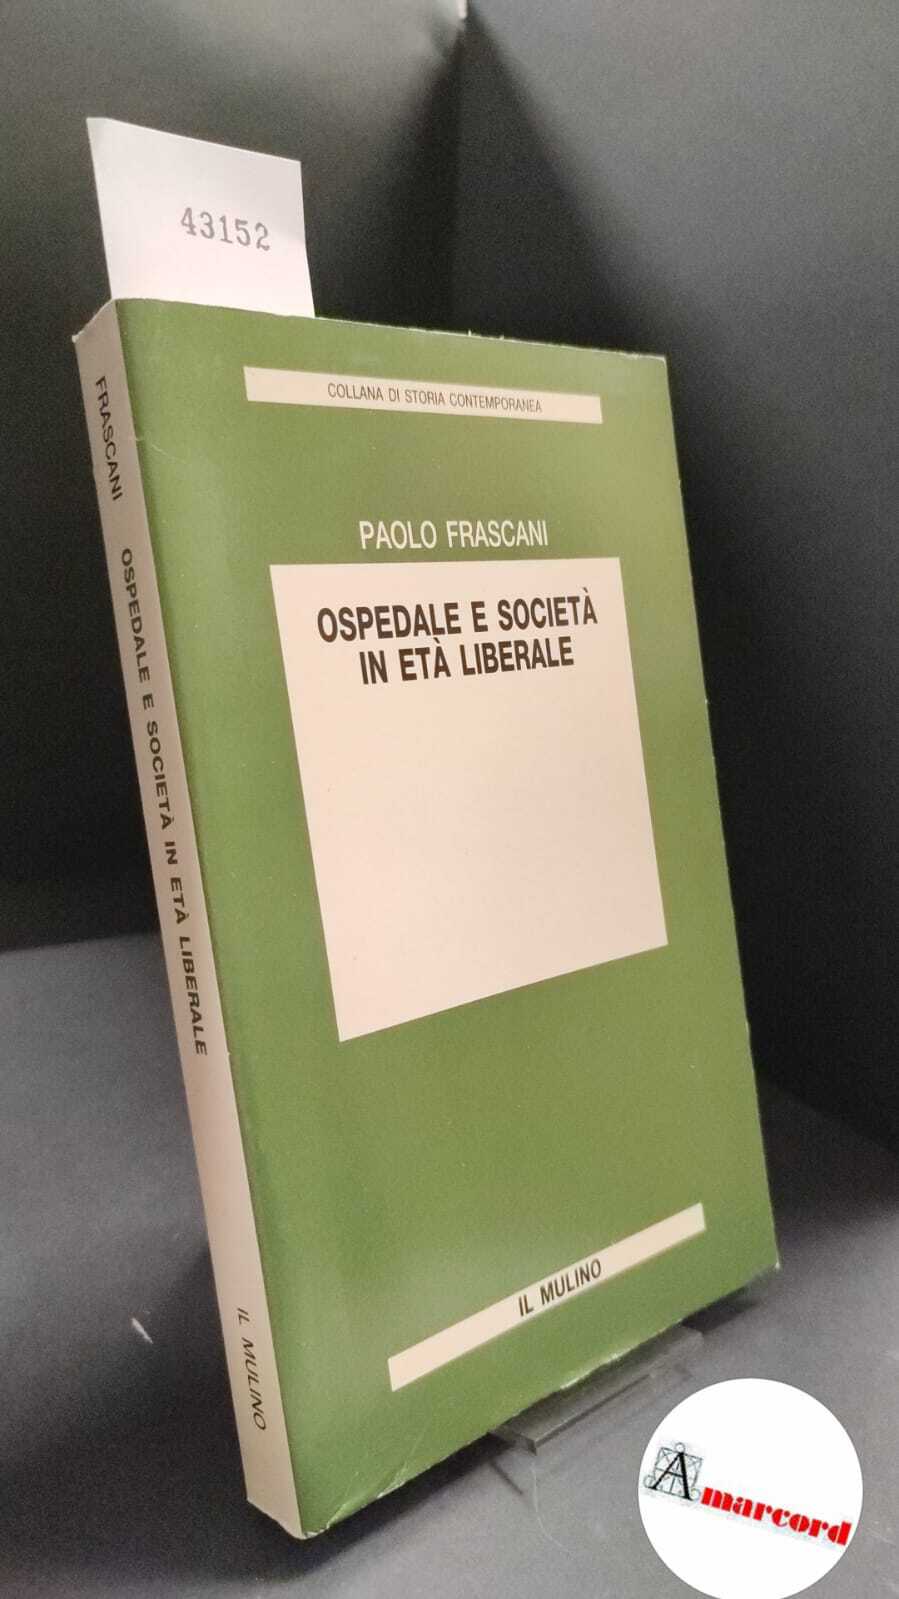 43152
COLLANA DI STORIA CONTEMPORANEA
PAOLO FRASCANI
OSPEDALE E SOCIETÀ
IN ETÀ LIBERALE
IL MULINO
FRASCANI OSPEDALE E SOCIETÀ IN ETÀ LIBERALE IL MULINO
Amarcord